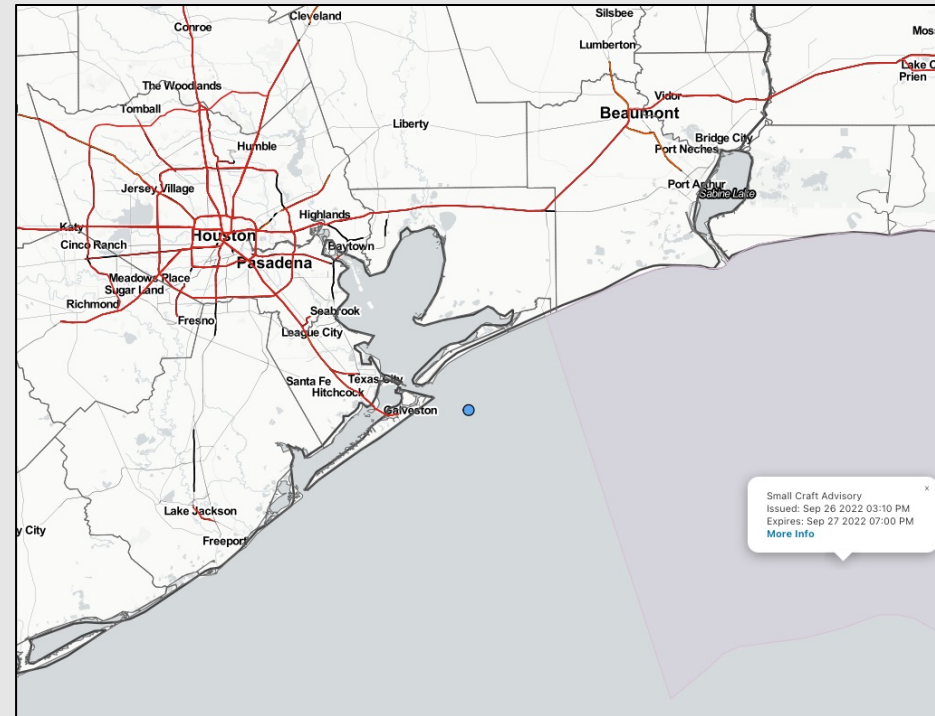 Cleveland
Silsbee
Conroe
Mos
Lumberton
Lake C
Prien
The Woodlands
Vidor
Tomball
Beaumont
Liberty
Bridge City
Humble
Port Neches
Port Arthur
Sabine Lake
Jersey Village
Highlands
Katy
Houston
Cinco Ranch
Baytown
Pasadena
Meadows Place
Sugar Land
Richmond
Seabrook
Fresno
League City
Santa Fe
Texas City
Hitchcock
Galveston
Small Craft Advisory
×
Issued: Sep 26 2022 03:10 PM
Expires: Sep 27 2022 07:00 PM
More Info
Lake Jackson
y City
Freeport